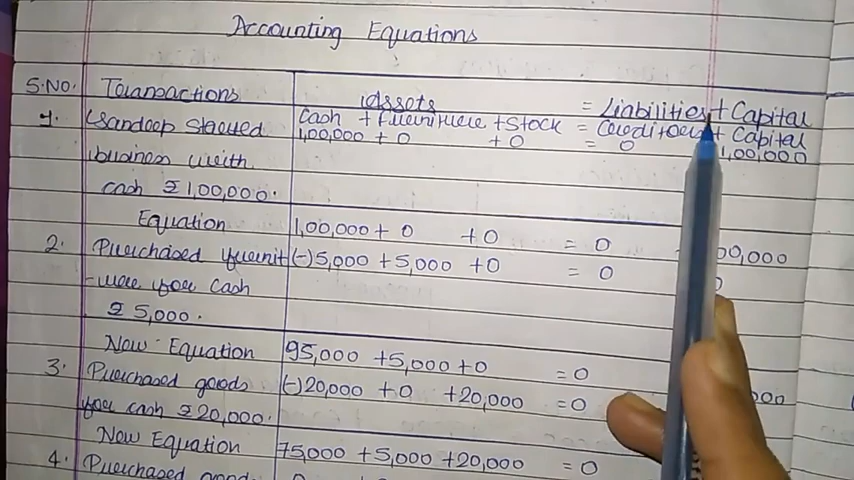 Accounting Equations
S.NO. Transactions Assets = Liabilities + Capital
Cash + Furniture + Stock = Creditors + Capital
1. Sandeep Started 1,00,000 + 0 + 0 = 0 1,00,000
business with
cash ₹ 1,00,000.
Equation 1,00,000 + 0 + 0 = 0 00,000
2. Purchased furnit (-)5,000 + 5,000 + 0 = 0 0
-ure for cash
₹ 5,000.
New Equation 95,000 + 5,000 + 0 = 0
3. Purchased goods (-)20,000 + 0 + 20,000 = 0 000
for cash ₹ 20,000.
New Equation 75,000 + 5,000 + 20,000 = 0
4. Purchased